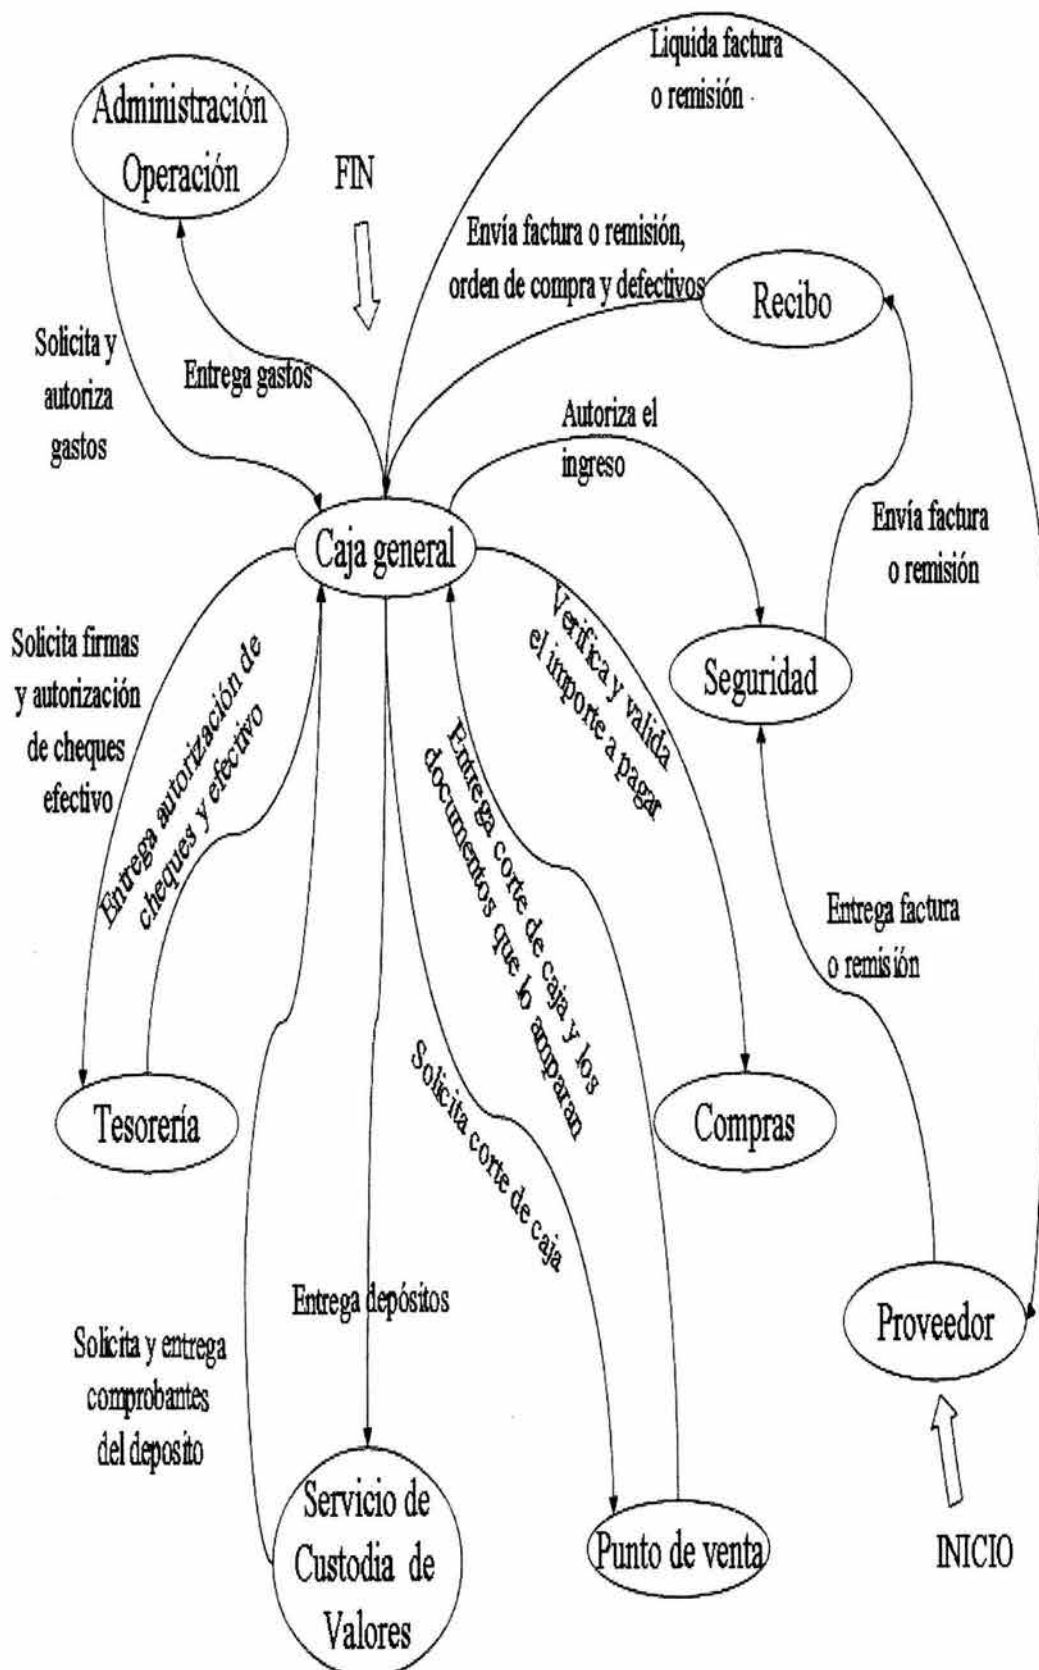 Liquida factura
o remisión
Administración
Operación
FIN
Envía factura o remisión,
orden de compra y defectivos
Recibo
Solicita y
autoriza
gastos
Entrega gastos
Autoriza el
ingreso
Caja general
Envía factura
o remisión
Solicita firmas
y autorización
de cheques
efectivo
Entrega autorización de
cheques y efectivo
Verifica y valida
el importe a pagar
Seguridad
Entrega corte de caja y los
documentos que lo amparan
Entrega factura
o remisión
Solicita corte de caja
Tesorería
Compras
Entrega depósitos
Proveedor
Solicita y entrega
comprobantes
del deposito
Servicio de
Custodia de
Valores
Punto de venta
INICIO